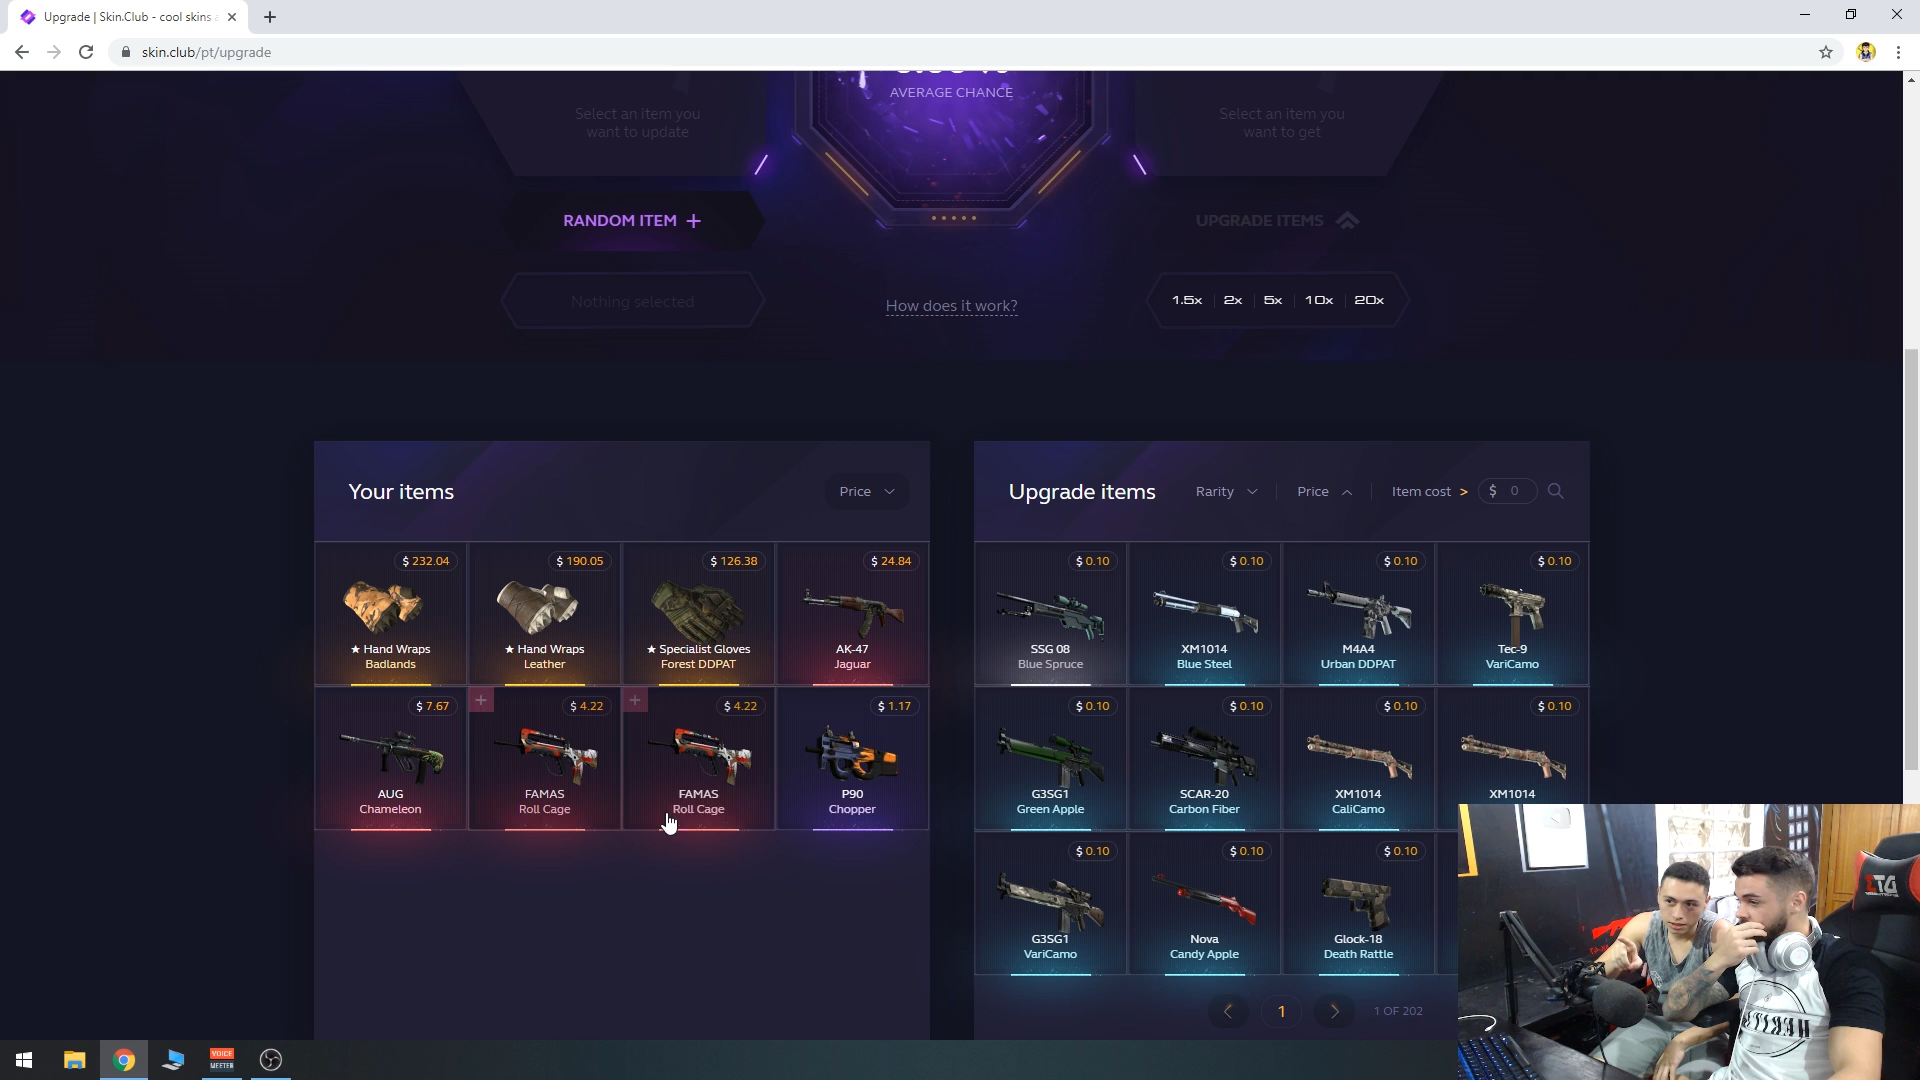 Upgrade | Skin.Club - cool skins
skin.club/pt/upgrade
AVERAGE CHANCE
Select an item you
want to update
Select an item you
want to get
RANDOM ITEM +
UPGRADE ITEMS
Nothing selected
How does it work?
1.5x 2x 5x 10x 20x
Your items
Price
Upgrade items
Rarity
Price
Item cost > $ 0
$ 232.04
★ Hand Wraps
Badlands
$ 190.05
★ Hand Wraps
Leather
$ 126.38
★ Specialist Gloves
Forest DDPAT
$ 24.84
AK-47
Jaguar
$ 7.67
AUG
Chameleon
+
$ 4.22
FAMAS
Roll Cage
+
$ 4.22
FAMAS
Roll Cage
$ 1.17
P90
Chopper
$ 0.10
SSG 08
Blue Spruce
$ 0.10
XM1014
Blue Steel
$ 0.10
M4A4
Urban DDPAT
$ 0.10
Tec-9
VariCamo
$ 0.10
G3SG1
Green Apple
$ 0.10
SCAR-20
Carbon Fiber
$ 0.10
XM1014
CaliCamo
$ 0.10
XM1014
$ 0.10
G3SG1
VariCamo
$ 0.10
Nova
Candy Apple
$ 0.10
Glock-18
Death Rattle
1
1 OF 202
VOICE
MEETER